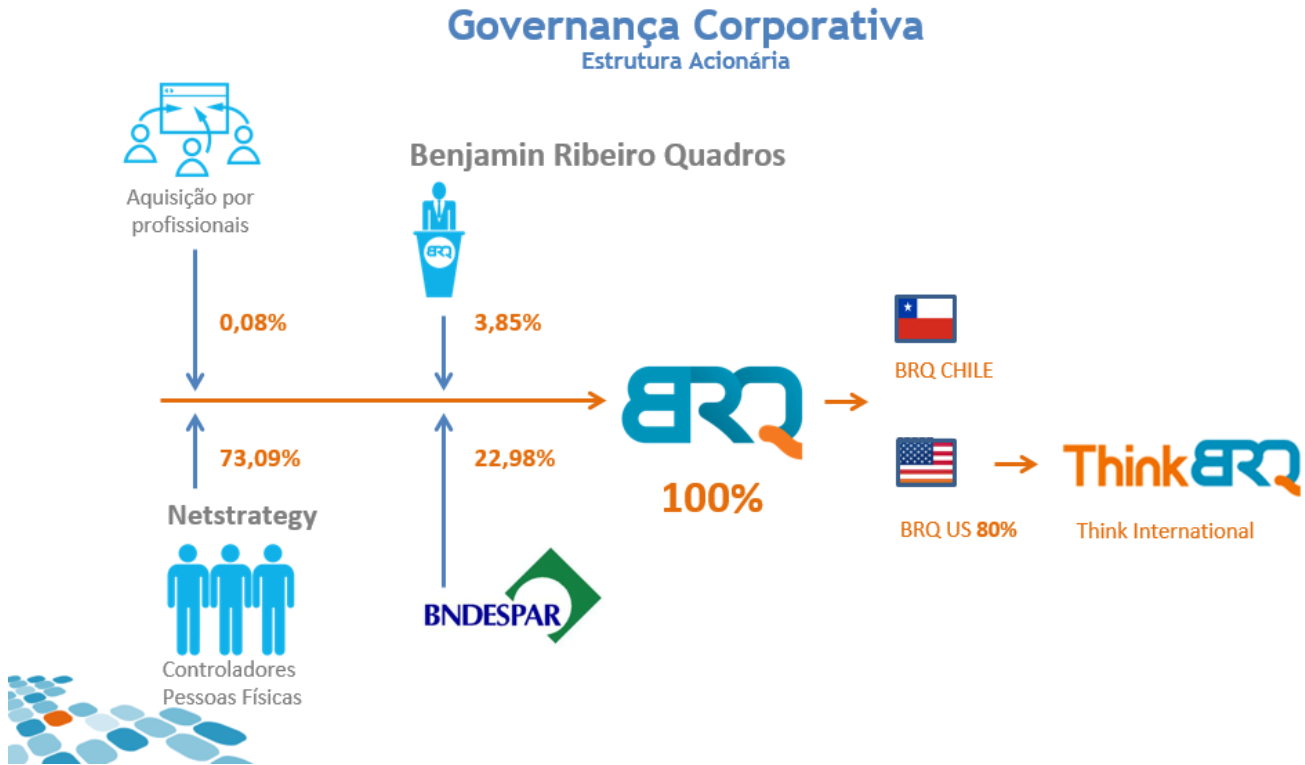 Governança Corporativa
Estrutura Acionária
Aquisição por
profissionais
Benjamin Ribeiro Quadros
BRQ
0,08%
3,85%
73,09%
22,98%
Netstrategy
Controladores
Pessoas Físicas
BNDESPAR
BRQ
100%
BRQ CHILE
BRQ US 80%
ThinkBRQ
Think International